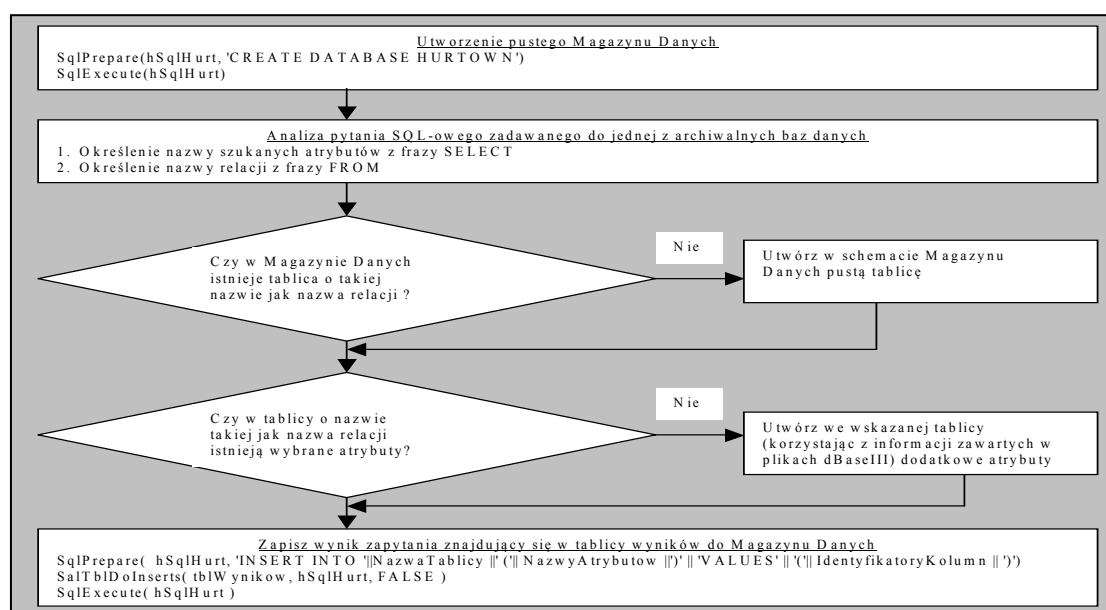 Utworzenie pustego Magazynu Danych
SqlPrepare(hSqlHurt, 'CREATE DATABASE HURTOWN')
SqlExecute(hSqlHurt)
Analiza pytania SQL-owego zadawanego do jednej z archiwalnych baz danych
1. Określenie nazwy szukanych atrybutów z frazy SELECT
2. Określenie nazwy relacji z frazy FROM
Czy w Magazynie Danych
istnieje tablica o takiej
nazwie jak nazwa relacji ?
Nie
Utwórz w schemacie Magazynu
Danych pustą tablicę
Czy w tablicy o nazwie
takiej jak nazwa relacji
istnieją wybrane atrybuty?
Nie
Utwórz we wskazanej tablicy
(korzystając z informacji zawartych w
plikach dBaseIII) dodatkowe atrybuty
Zapisz wynik zapytania znajdujący się w tablicy wyników do Magazynu Danych
SqlPrepare( hSqlHurt, 'INSERT INTO '||NazwaTablicy ||' ('|| NazwyAtrybutow ||')' || 'VALUES' || '('|| IdentyfikatoryKolumn || ')')
SalTblDoInserts( tblWynikow, hSqlHurt, FALSE )
SqlExecute( hSqlHurt )